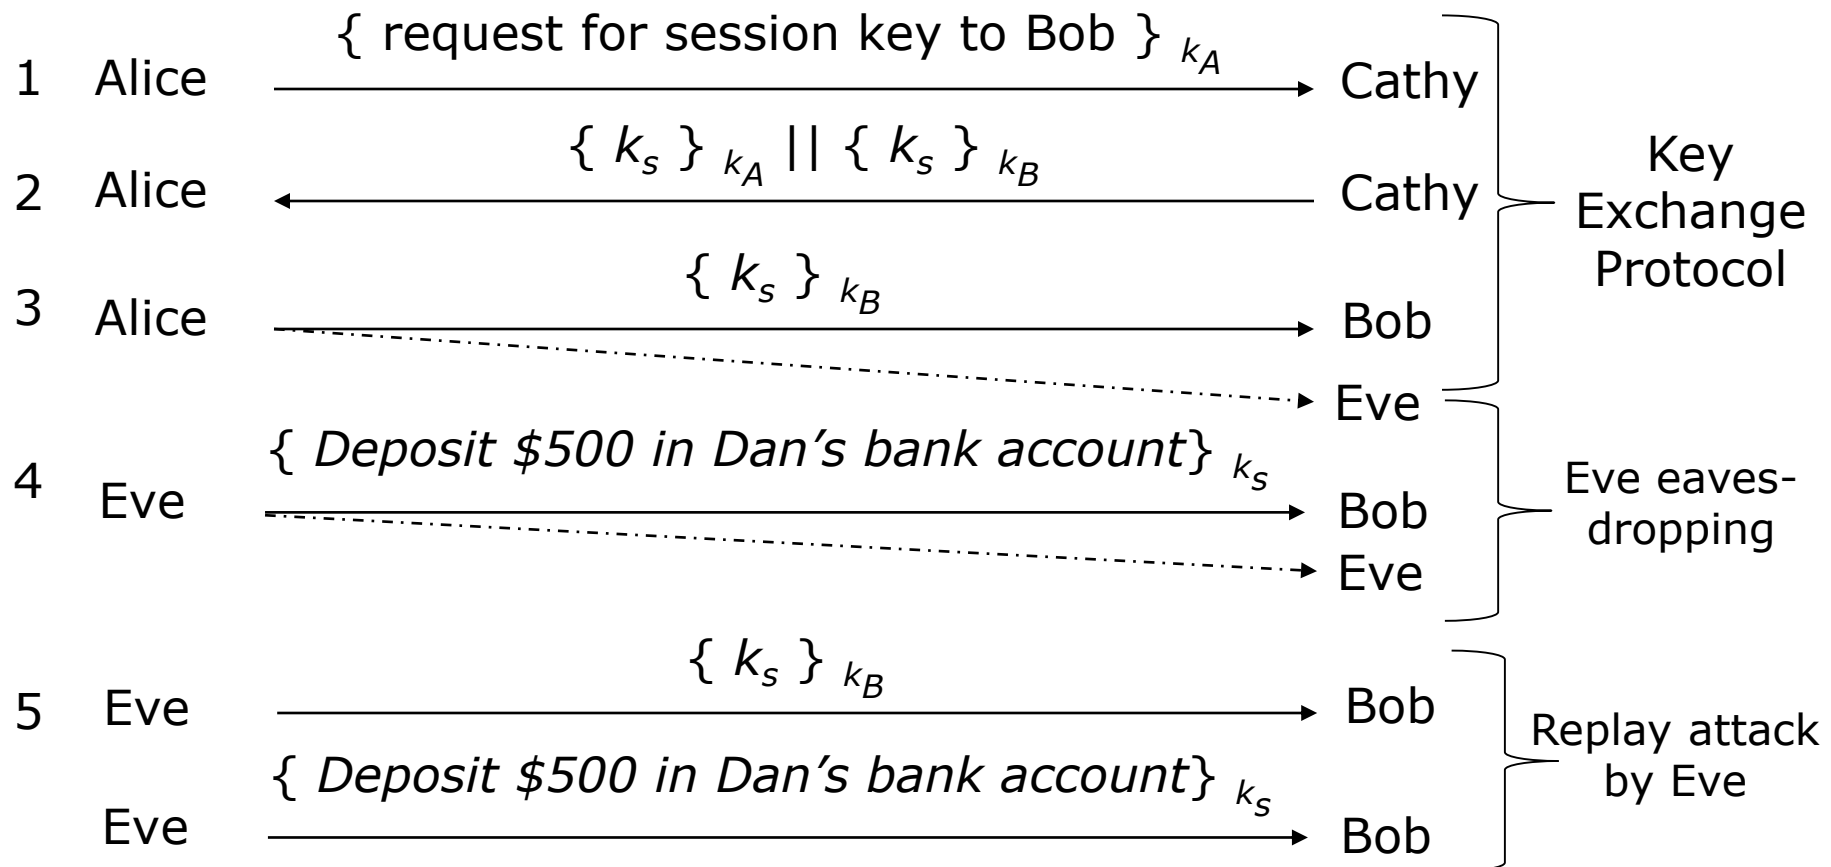 { request for session key to Bob } kA
1 Alice Cathy
{ ks } kA || { ks } kB
2 Alice Cathy
Key
Exchange
Protocol
{ ks } kB
3 Alice Bob
Eve
{ Deposit $500 in Dan’s bank account} ks
4 Eve Bob
Eve
Eve eaves-
dropping
{ ks } kB
5 Eve Bob
{ Deposit $500 in Dan’s bank account} ks
Eve Bob
Replay attack
by Eve